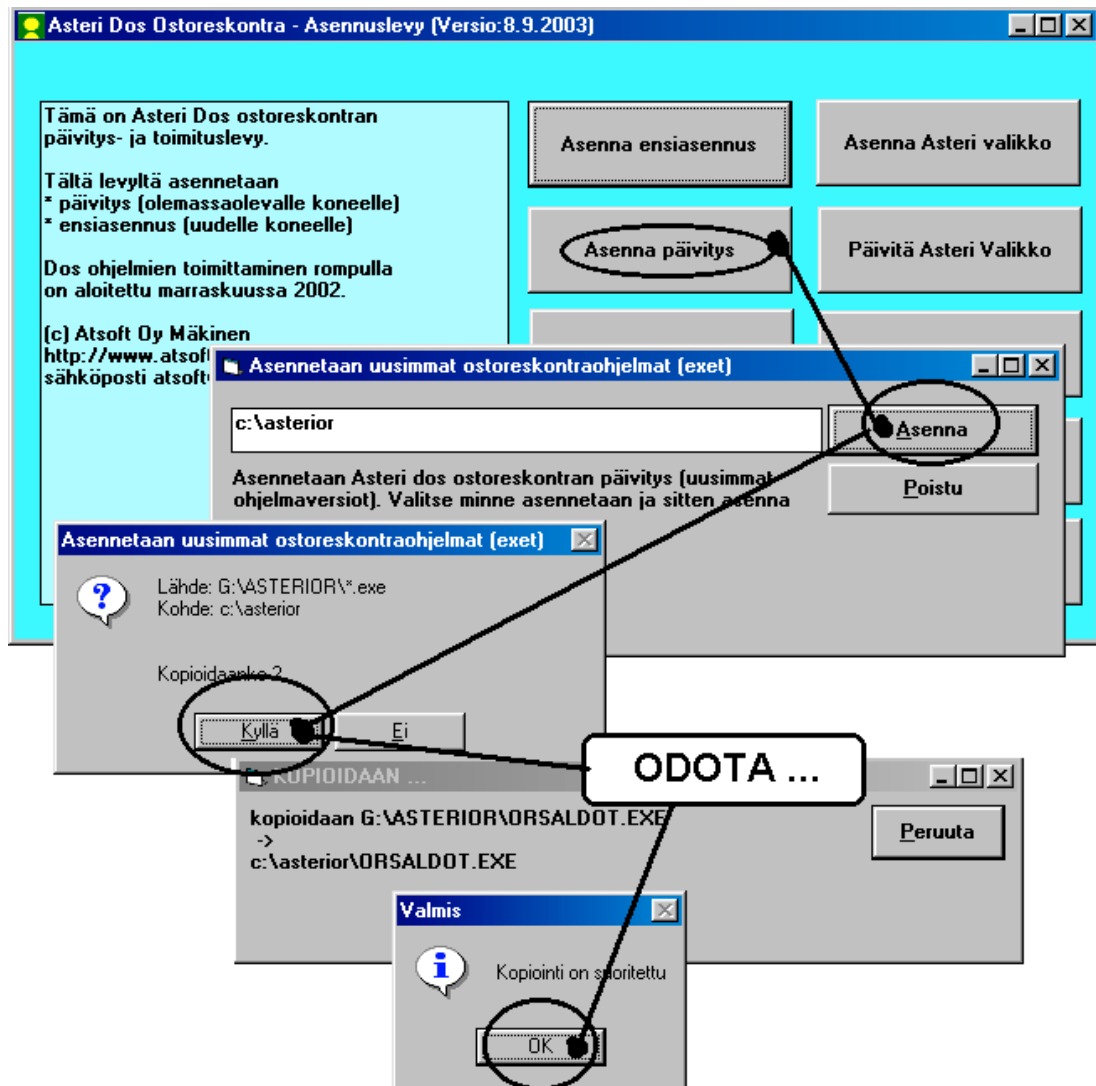 Asteri Dos Ostoreskontra - Asennuslevy (Versio:8.9.2003)
Tämä on Asteri Dos ostoreskontran
päivitys- ja toimituslevy.
Tältä levyltä asennetaan
* päivitys (olemassaolevalle koneelle)
* ensiasennus (uudelle koneelle)
Dos ohjelmien toimittaminen rompulla
on aloitettu marraskuussa 2002.
(c) Atsoft Oy Mäkinen
http://www.atsoft
sähköposti atsoft
Asenna ensiasennus
Asenna Asteri valikko
Asenna päivitys
Päivitä Asteri Valikko
Asennetaan uusimmat ostoreskontraohjelmat (exet)
c:\asterior
Asenna
Asennetaan Asteri dos ostoreskontran päivitys (uusimmat
ohjelmaversiot). Valitse minne asennetaan ja sitten asenna
Poistu
Asennetaan uusimmat ostoreskontraohjelmat (exet)
Lähde: G:\ASTERIOR\*.exe
Kohde: c:\asterior
Kopioidaanko ?
Kyllä
Ei
ODOTA ...
KOPIOIDAAN ...
kopioidaan G:\ASTERIOR\ORSALDOT.EXE
->
c:\asterior\ORSALDOT.EXE
Peruuta
Valmis
Kopiointi on suoritettu
OK